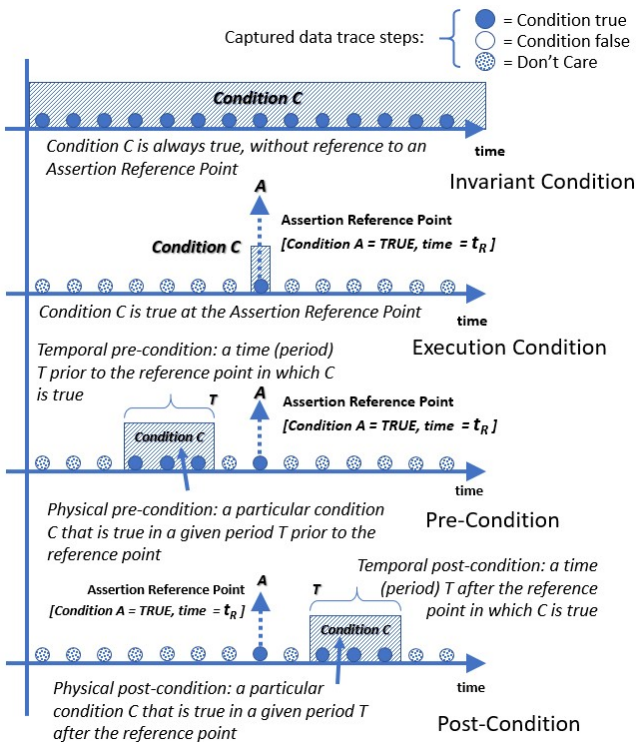 Captured data trace steps:
= Condition true
= Condition false
= Don't Care
Condition C
Condition C is always true, without reference to an
Assertion Reference Point
time
Invariant Condition
A
Assertion Reference Point
[Condition A = TRUE, time = tR ]
Condition C
Condition C is true at the Assertion Reference Point
time
Execution Condition
Temporal pre-condition: a time (period)
T prior to the reference point in which C
is true
T
A
Assertion Reference Point
[Condition A = TRUE, time = tR ]
Condition C
time
Physical pre-condition: a particular condition
C that is true in a given period T prior to the
reference point
Pre-Condition
Temporal post-condition: a time
(period) T after the reference
point in which C is true
Assertion Reference Point
[Condition A = TRUE, time = tR ]
A
T
Condition C
time
Physical post-condition: a particular
condition C that is true in a given period T
after the reference point
Post-Condition